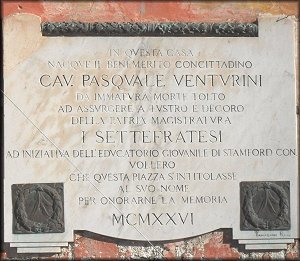 IN QVESTA CASA
NACQVE IL BENEMERITO CONCITTADINO
CAV. PASQVALE VENTVRINI
DA IMMATVRA MORTE TOLTO
AD ASSVRGERE A LVSTRO E DECORO
DELLA PATRIA MAGISTRATVRA
I SETTEFRATESI
AD INIZIATIVA DELL'EDVCATORIO GIOVANILE DI STAMFORD CON.
VOLLERO
CHE QVESTA PIAZZA S'INTITOLASSE
AL SVO NOME
PER ONORARNE LA MEMORIA
MCMXXVI